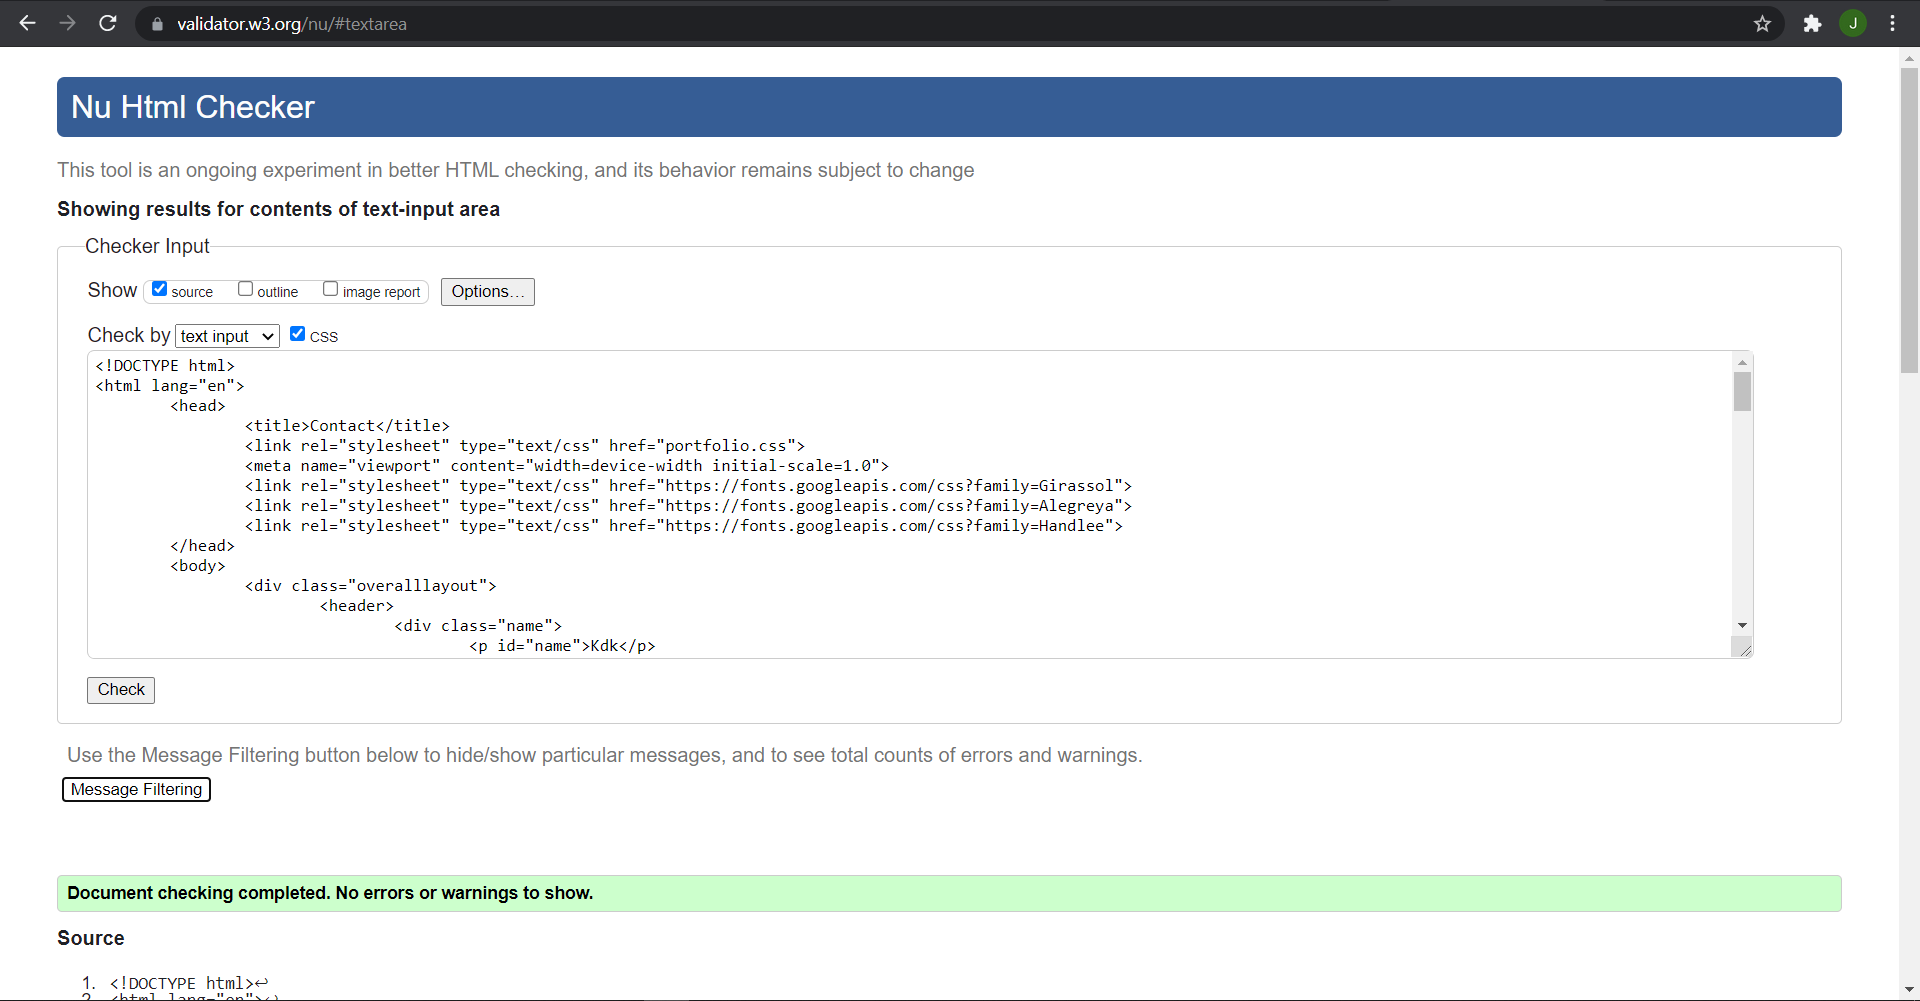 validator.w3.org/nu/#textarea
J
Nu Html Checker
This tool is an ongoing experiment in better HTML checking, and its behavior remains subject to change
Showing results for contents of text-input area
Checker Input
Show source outline image report Options...
Check by text input CSS
<!DOCTYPE html>
<html lang="en">
<head>
<title>Contact</title>
<link rel="stylesheet" type="text/css" href="portfolio.css">
<meta name="viewport" content="width=device-width initial-scale=1.0">
<link rel="stylesheet" type="text/css" href="https://fonts.googleapis.com/css?family=Girassol">
<link rel="stylesheet" type="text/css" href="https://fonts.googleapis.com/css?family=Alegreya">
<link rel="stylesheet" type="text/css" href="https://fonts.googleapis.com/css?family=Handlee">
</head>
<body>
<div class="overalllayout">
<header>
<div class="name">
<p id="name">Kdk</p>
Check
Use the Message Filtering button below to hide/show particular messages, and to see total counts of errors and warnings.
Message Filtering
Document checking completed. No errors or warnings to show.
Source
1. <!DOCTYPE html>↩
2. <html lang="en">↩